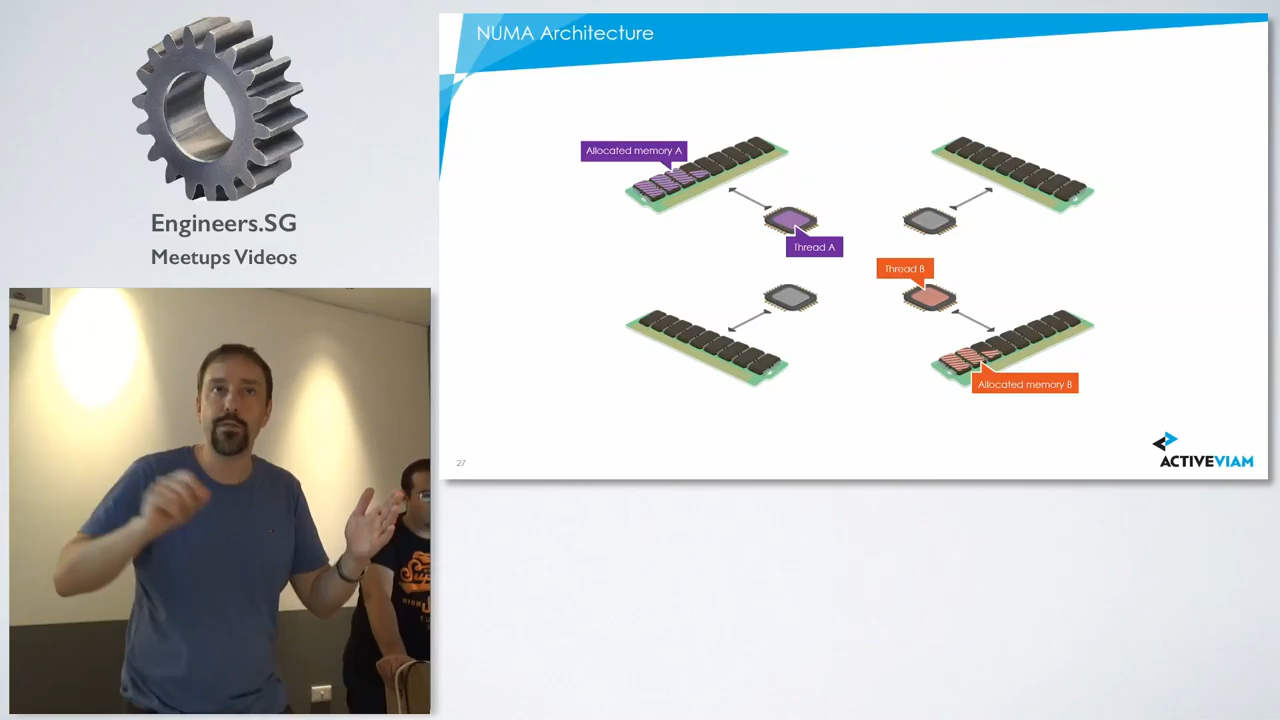 Engineers.SG
Meetups Videos
NUMA Architecture
Allocated memory A
Thread A
Thread B
Allocated memory B
27
ACTIVEVIAM